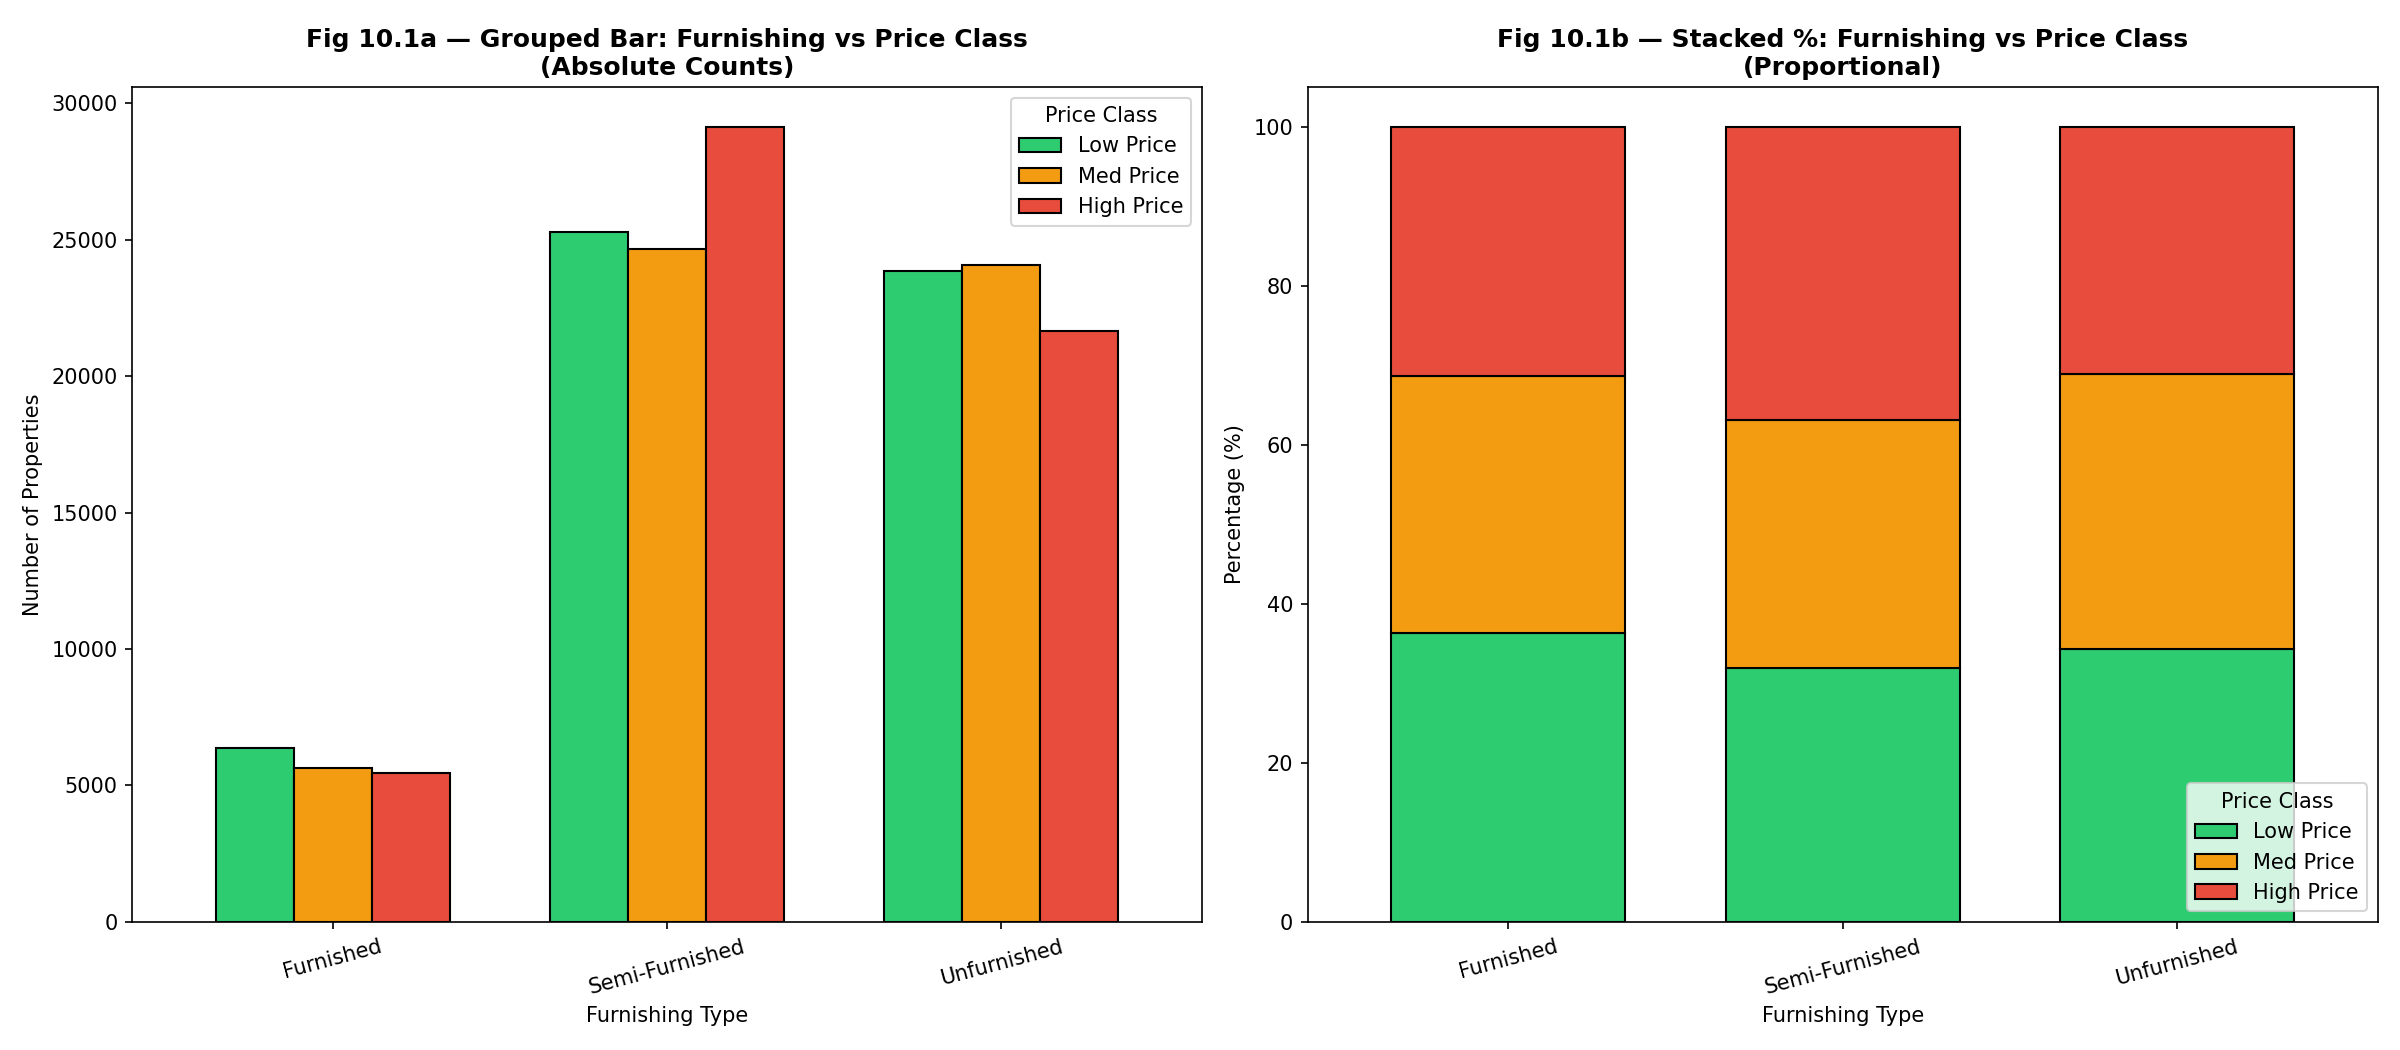 Fig 10.1a — Grouped Bar: Furnishing vs Price Class
(Absolute Counts)
Number of Properties
30000
25000
20000
15000
10000
5000
0
Price Class
Low Price
Med Price
High Price
Furnished
Semi-Furnished
Unfurnished
Furnishing Type
Fig 10.1b — Stacked %: Furnishing vs Price Class
(Proportional)
Percentage (%)
100
80
60
40
20
0
Price Class
Low Price
Med Price
High Price
Furnished
Semi-Furnished
Unfurnished
Furnishing Type